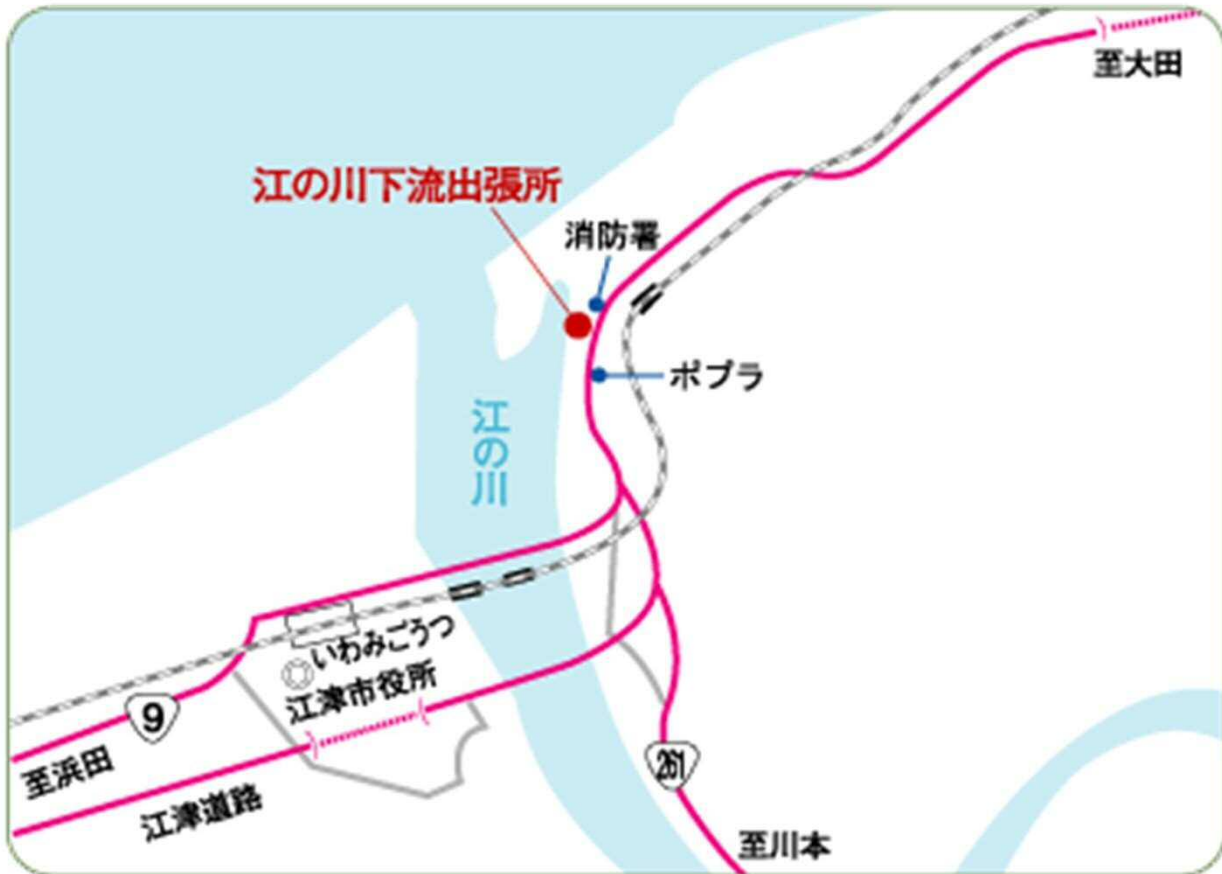 至大田
江の川下流出張所
消防署
ポプラ
江の川
いわみごうつ
江津市役所
9
至浜田
261
江津道路
至川本